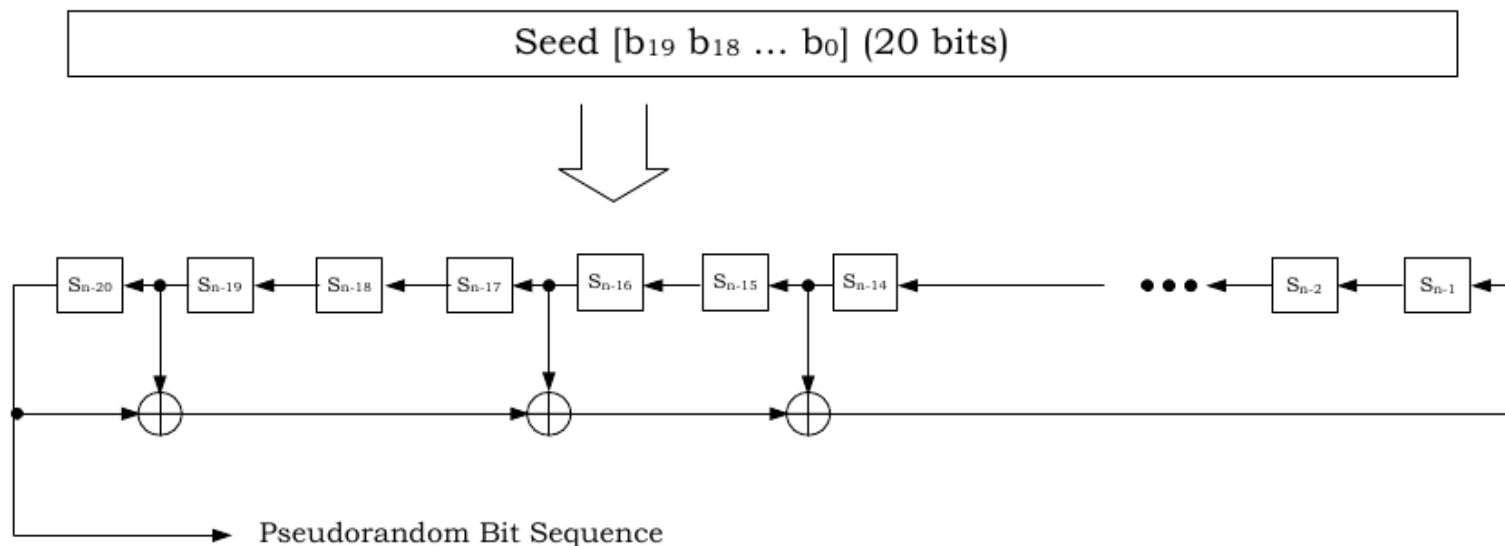 Seed [b₁₉ b₁₈ ... b₀] (20 bits)
Sₙ₋₂₀ Sₙ₋₁₉ Sₙ₋₁₈ Sₙ₋₁₇ Sₙ₋₁₆ Sₙ₋₁₅ Sₙ₋₁₄ Sₙ₋₂ Sₙ₋₁
Pseudorandom Bit Sequence